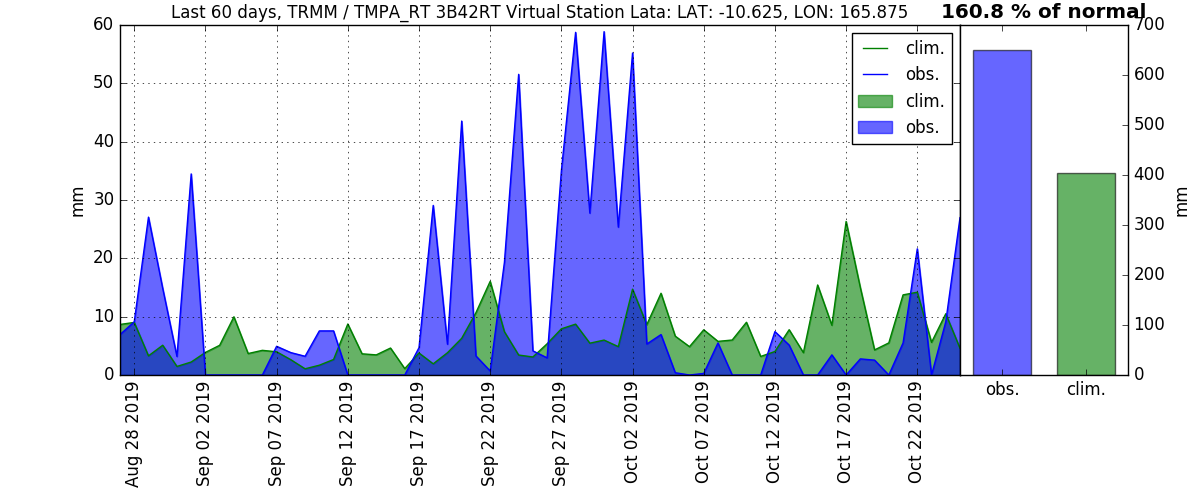 Last 60 days, TRMM / TMPA_RT 3B42RT Virtual Station Lata: LAT: -10.625, LON: 165.875
160.8 % of normal
60
50
40
30
20
10
0
mm
clim.
obs.
clim.
obs.
Aug 28 2019
Sep 02 2019
Sep 07 2019
Sep 12 2019
Sep 17 2019
Sep 22 2019
Sep 27 2019
Oct 02 2019
Oct 07 2019
Oct 12 2019
Oct 17 2019
Oct 22 2019
700
600
500
400
300
200
100
0
mm
obs.
clim.